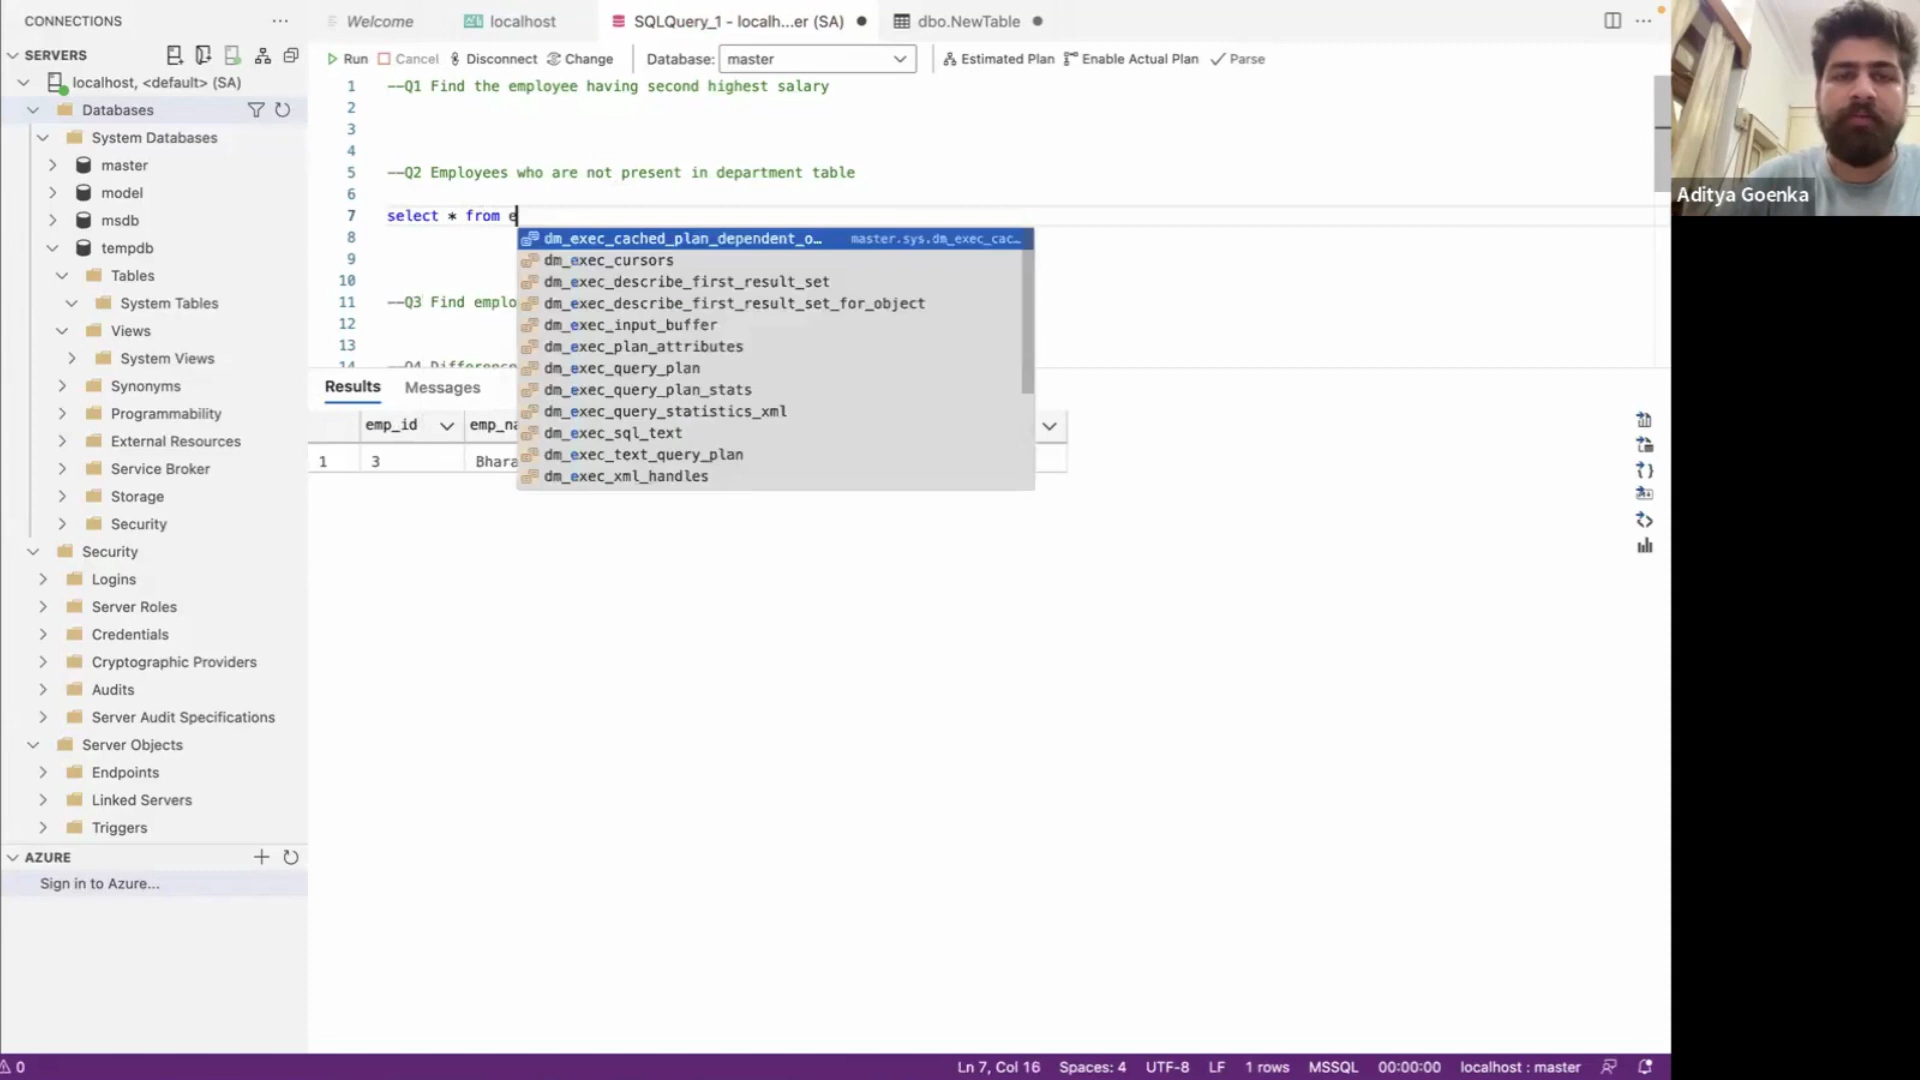 CONNECTIONS
SERVERS
localhost, <default> (SA)
Databases
System Databases
master
model
msdb
tempdb
Tables
System Tables
Views
System Views
Synonyms
Programmability
External Resources
Service Broker
Storage
Security
Security
Logins
Server Roles
Credentials
Cryptographic Providers
Audits
Server Audit Specifications
Server Objects
Endpoints
Linked Servers
Triggers
AZURE
Sign in to Azure...
Welcome
localhost
SQLQuery_1 - localh...er (SA)
dbo.NewTable
Run Cancel Disconnect Change Database: master Estimated Plan Enable Actual Plan Parse
1 --Q1 Find the employee having second highest salary
2
3
4
5 --Q2 Employees who are not present in department table
6
7 select * from e
8
9
10
11 --Q3 Find emplo
12
13
14 --Q4 Difference
dm_exec_cached_plan_dependent_o... master.sys.dm_exec_cac...
dm_exec_cursors
dm_exec_describe_first_result_set
dm_exec_describe_first_result_set_for_object
dm_exec_input_buffer
dm_exec_plan_attributes
dm_exec_query_plan
dm_exec_query_plan_stats
dm_exec_query_statistics_xml
dm_exec_sql_text
dm_exec_text_query_plan
dm_exec_xml_handles
Results Messages
emp_id emp_na
1 3 Bhara
Aditya Goenka
0
Ln 7, Col 16 Spaces: 4 UTF-8 LF 1 rows MSSQL 00:00:00 localhost : master